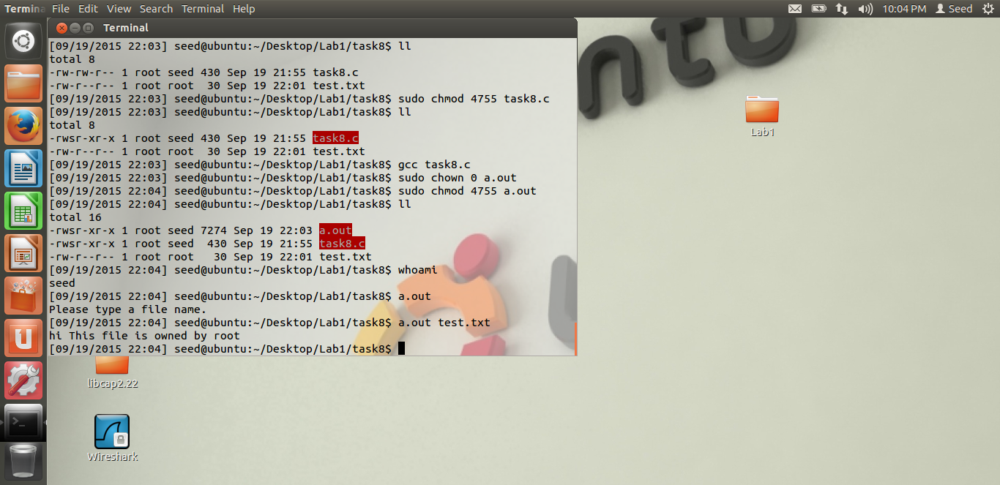 Termina File Edit View Search Terminal Help
10:04 PM Seed
Terminal
[09/19/2015 22:03] seed@ubuntu:~/Desktop/Lab1/task8$ ll
total 8
-rw-rw-r-- 1 root seed 430 Sep 19 21:55 task8.c
-rw-r--r-- 1 root root  30 Sep 19 22:01 test.txt
[09/19/2015 22:03] seed@ubuntu:~/Desktop/Lab1/task8$ sudo chmod 4755 task8.c
[09/19/2015 22:03] seed@ubuntu:~/Desktop/Lab1/task8$ ll
total 8
-rwsr-xr-x 1 root seed 430 Sep 19 21:55 task8.c
-rw-r--r-- 1 root root  30 Sep 19 22:01 test.txt
[09/19/2015 22:03] seed@ubuntu:~/Desktop/Lab1/task8$ gcc task8.c
[09/19/2015 22:03] seed@ubuntu:~/Desktop/Lab1/task8$ sudo chown 0 a.out
[09/19/2015 22:04] seed@ubuntu:~/Desktop/Lab1/task8$ sudo chmod 4755 a.out
[09/19/2015 22:04] seed@ubuntu:~/Desktop/Lab1/task8$ ll
total 16
-rwsr-xr-x 1 root seed 7274 Sep 19 22:03 a.out
-rwsr-xr-x 1 root seed  430 Sep 19 21:55 task8.c
-rw-r--r-- 1 root root   30 Sep 19 22:01 test.txt
[09/19/2015 22:04] seed@ubuntu:~/Desktop/Lab1/task8$ whoami
seed
[09/19/2015 22:04] seed@ubuntu:~/Desktop/Lab1/task8$ a.out
Please type a file name.
[09/19/2015 22:04] seed@ubuntu:~/Desktop/Lab1/task8$ a.out test.txt
hi This file is owned by root
[09/19/2015 22:04] seed@ubuntu:~/Desktop/Lab1/task8$
ntu
Lab1
libcap2.22
Wireshark